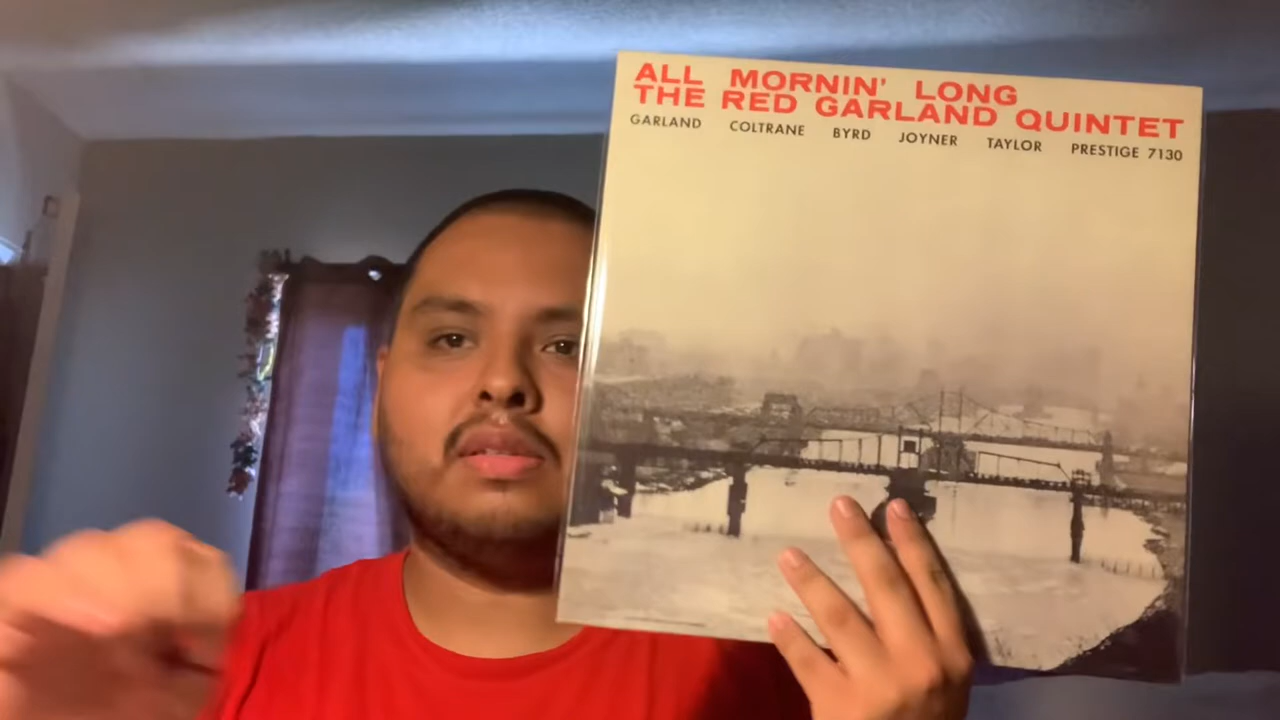 ALL MORNIN' LONG
THE RED GARLAND QUINTET
GARLAND COLTRANE BYRD JOYNER TAYLOR PRESTIGE 7130